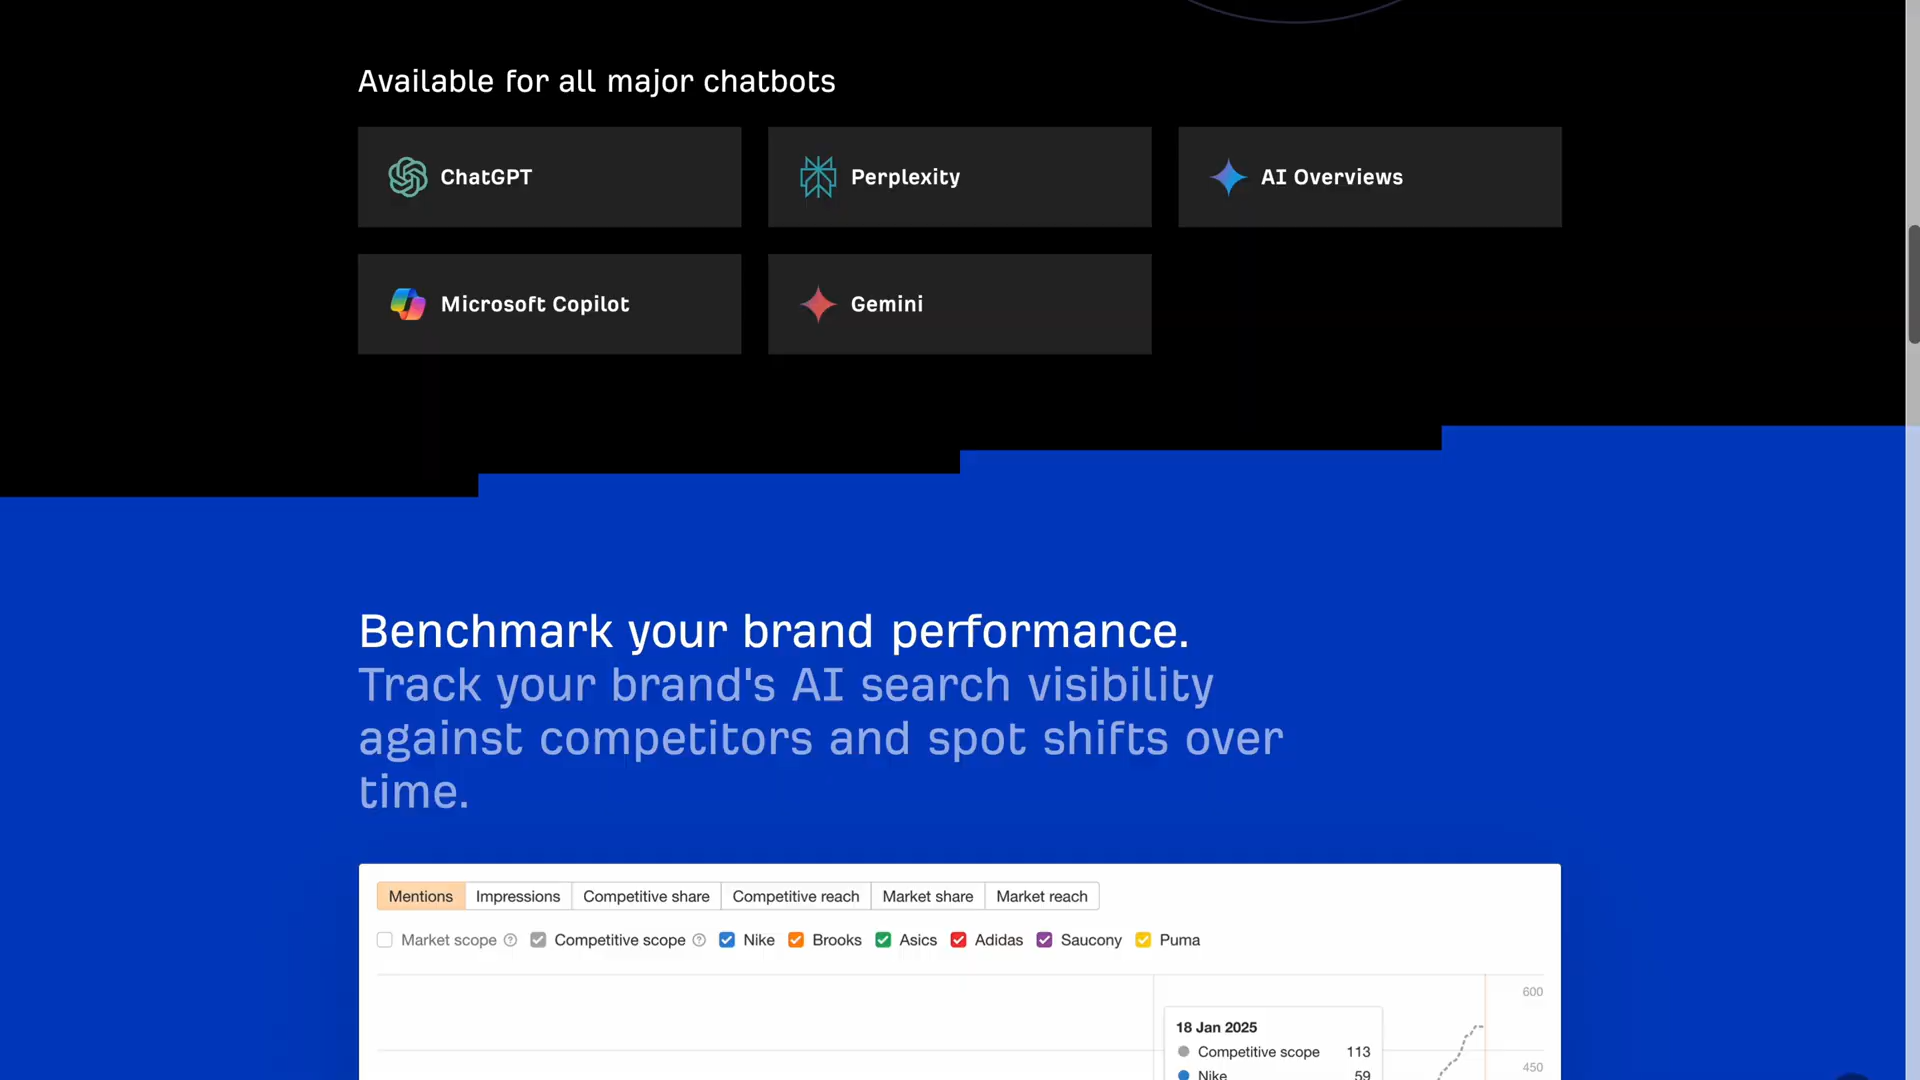 Available for all major chatbots
ChatGPT
Perplexity
AI Overviews
Microsoft Copilot
Gemini
Benchmark your brand performance.
Track your brand's AI search visibility
against competitors and spot shifts over
time.
Mentions Impressions Competitive share Competitive reach Market share Market reach
Market scope ? Competitive scope ? Nike Brooks Asics Adidas Saucony Puma
600
18 Jan 2025
Competitive scope 113
450
Nike 59